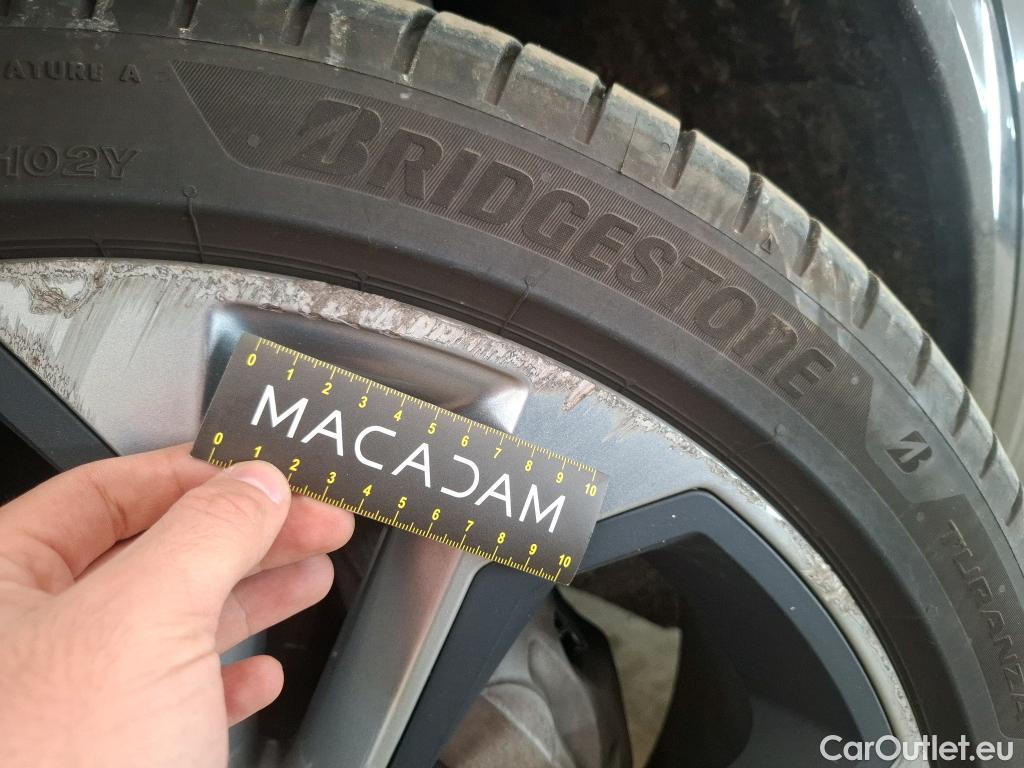 ATURE A
102Y
BRIDGESTONE
B
TURANZA
0 1 2 3 4 5 6 7 8 9 10
MACADAM
0 1 2 3 4 5 6 7 8 9 10
CarOutlet.eu